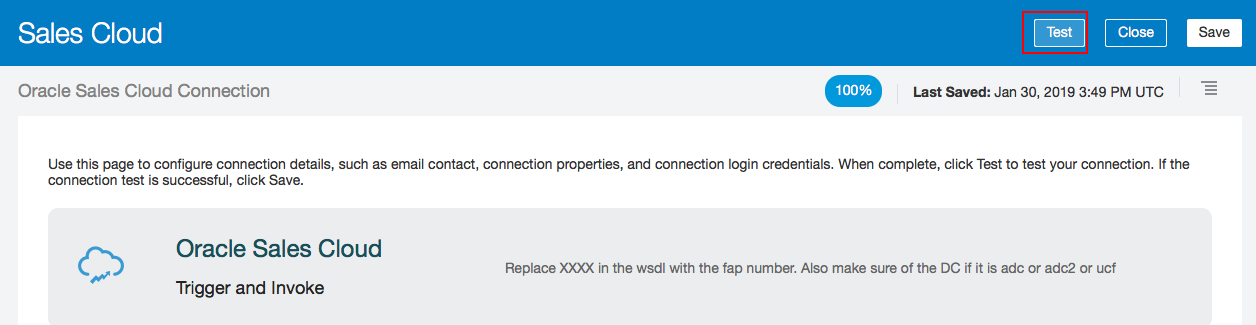 Sales Cloud
Test
Close
Save
Oracle Sales Cloud Connection
100%
Last Saved: Jan 30, 2019 3:49 PM UTC
Use this page to configure connection details, such as email contact, connection properties, and connection login credentials. When complete, click Test to test your connection. If the
connection test is successful, click Save.
Oracle Sales Cloud
Replace XXXX in the wsdl with the fap number. Also make sure of the DC if it is adc or adc2 or ucf
Trigger and Invoke